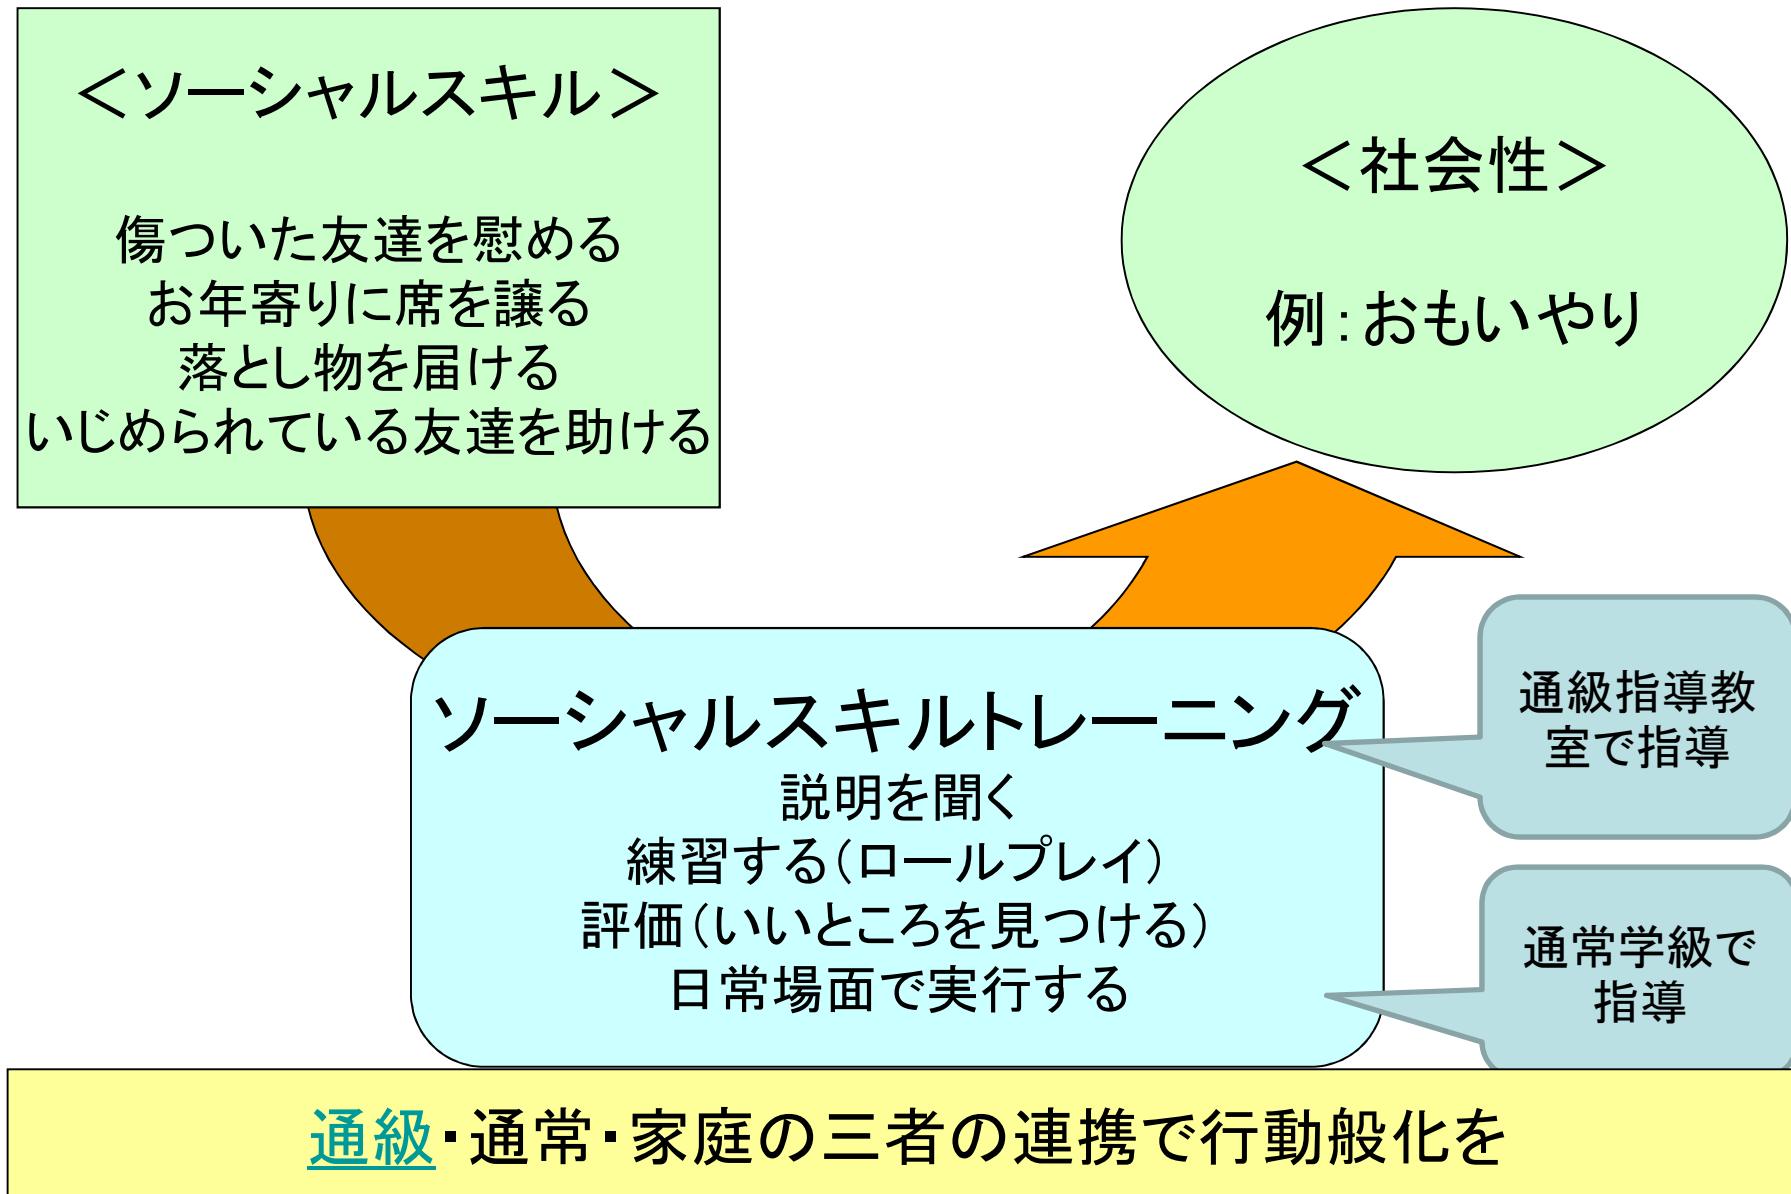 ＜ソーシャルスキル＞
傷ついた友達を慰める
お年寄りに席を譲る
落とし物を届ける
いじめられている友達を助ける
＜社会性＞
例：おもいやり
ソーシャルスキルトレーニング
説明を聞く
練習する（ロールプレイ）
評価（いいところを見つける）
日常場面で実行する
通級指導教
室で指導
通常学級で
指導
通級・通常・家庭の三者の連携で行動般化を